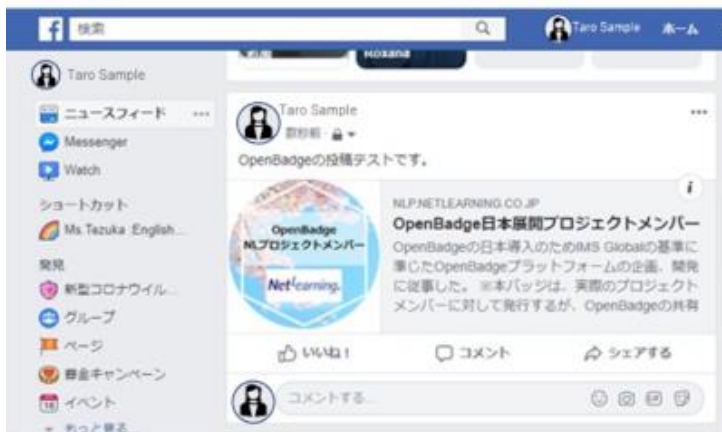 検索
Taro Sample
ホーム
Roxana
Taro Sample
ニュースフィード
Messenger
Watch
ショートカット
Ms.Tazuka :English...
発見
新型コロナウイル...
グループ
ページ
募金キャンペーン
イベント
もっと見る
Taro Sample
数秒前
OpenBadgeの投稿テストです。
OpenBadge
NLプロジェクトメンバー
NetLearning.
NLP.NETLEARNING.CO.JP
OpenBadge日本展開プロジェクトメンバー
OpenBadgeの日本導入のためIMS Globalの基準に
準じたOpenBadgeプラットフォームの企画、開発
に従事した。 ※本バッジは、実際のプロジェクト
メンバーに対して発行するが、OpenBadgeの共有
いいね！
コメント
シェアする
コメントする...